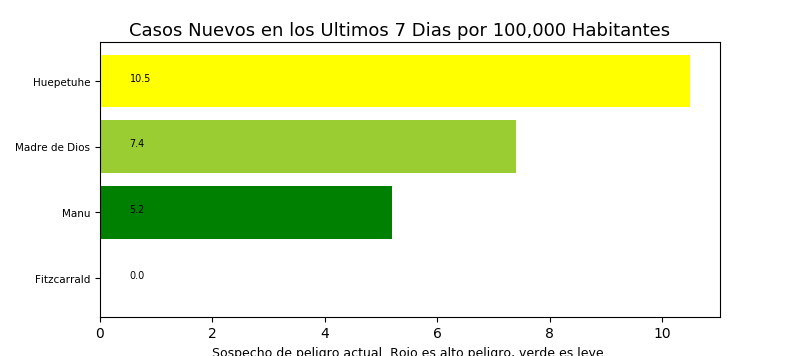 Casos Nuevos en los Ultimos 7 Dias por 100,000 Habitantes
Huepetuhe
10.5
Madre de Dios
7.4
Manu
5.2
Fitzcarrald
0.0
0 2 4 6 8 10
Sospecho de peligro actual. Rojo es alto peligro, verde es leve